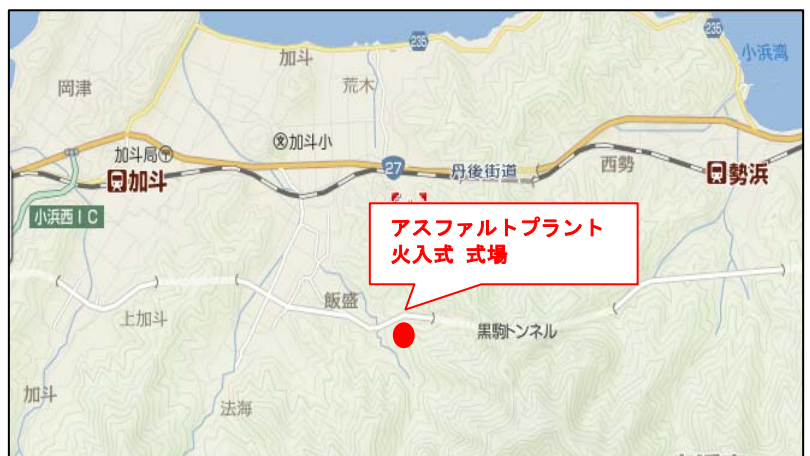 235
235
加斗
小浜湾
岡津
荒木
加斗局
文加斗小
27
丹後街道
西勢
加斗
勢浜
小浜西IC
アスファルトプラント
火入式 式場
飯盛
上加斗
黒駒トンネル
加斗
法海